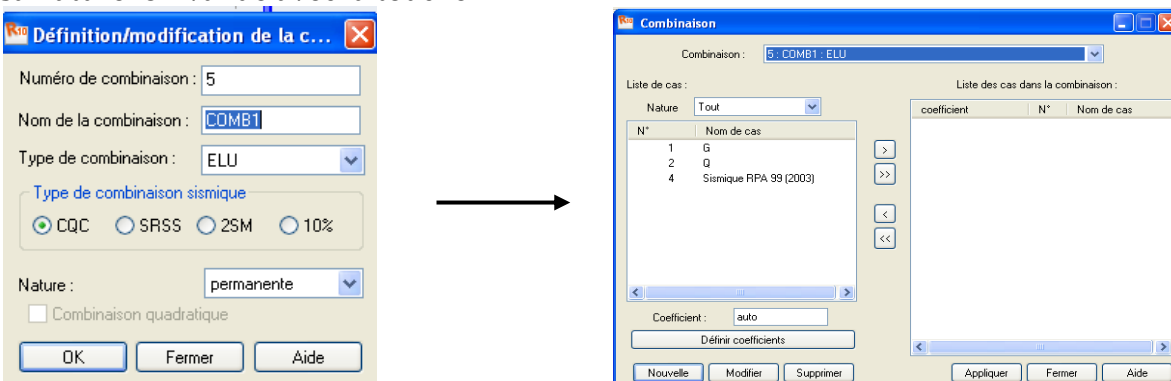 Définition/modification de la c...
Numéro de combinaison : 5
Nom de la combinaison : COMB1
Type de combinaison : ELU
Type de combinaison sismique
CQC SRSS 2SM 10%
Nature : permanente
Combinaison quadratique
OK Fermer Aide
Combinaison
Combinaison : 5 : COMB1 : ELU
Liste de cas :
Liste des cas dans la combinaison :
Nature Tout
N° Nom de cas
1 G
2 Q
4 Sismique RPA 99 (2003)
>
>>
<
<<
coefficient N° Nom de cas
Coefficient : auto
Définir coefficients
Nouvelle Modifier Supprimer
Appliquer Fermer Aide